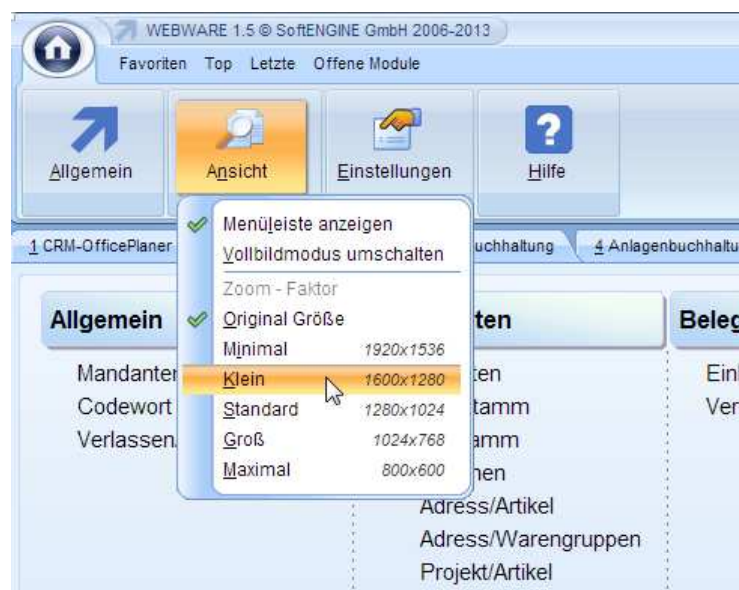 WEBWARE 1.5 © SoftENGINE GmbH 2006-2013
Favoriten Top Letzte Offene Module
Allgemein Ansicht Einstellungen Hilfe
Menüleiste anzeigen
Vollbildmodus umschalten
1 CRM-OfficePlaner uchhaltung 4 Anlagenbuchhaltu
Zoom - Faktor
Original Größe
Minimal 1920x1536
Klein 1600x1280
Standard 1280x1024
Groß 1024x768
Maximal 800x600
Allgemein ten Beleg
Mandanten ten Ein
Codewort tamm Ver
Verlassen amm
nen
Adress/Artikel
Adress/Warengruppen
Projekt/Artikel